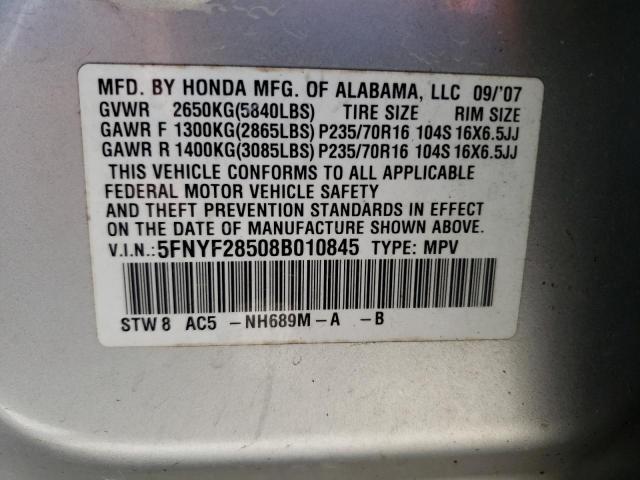 MFD. BY HONDA MFG. OF ALABAMA, LLC 09/'07
GVWR 2650KG(5840LBS) TIRE SIZE RIM SIZE
GAWR F 1300KG(2865LBS) P235/70R16 104S 16X6.5JJ
GAWR R 1400KG(3085LBS) P235/70R16 104S 16X6.5JJ
THIS VEHICLE CONFORMS TO ALL APPLICABLE
FEDERAL MOTOR VEHICLE SAFETY
AND THEFT PREVENTION STANDARDS IN EFFECT
ON THE DATE OF MANUFACTURE SHOWN ABOVE.
V.I.N.: 5FNYF28508B010845 TYPE: MPV
STW 8 AC5 -NH689M-A -B